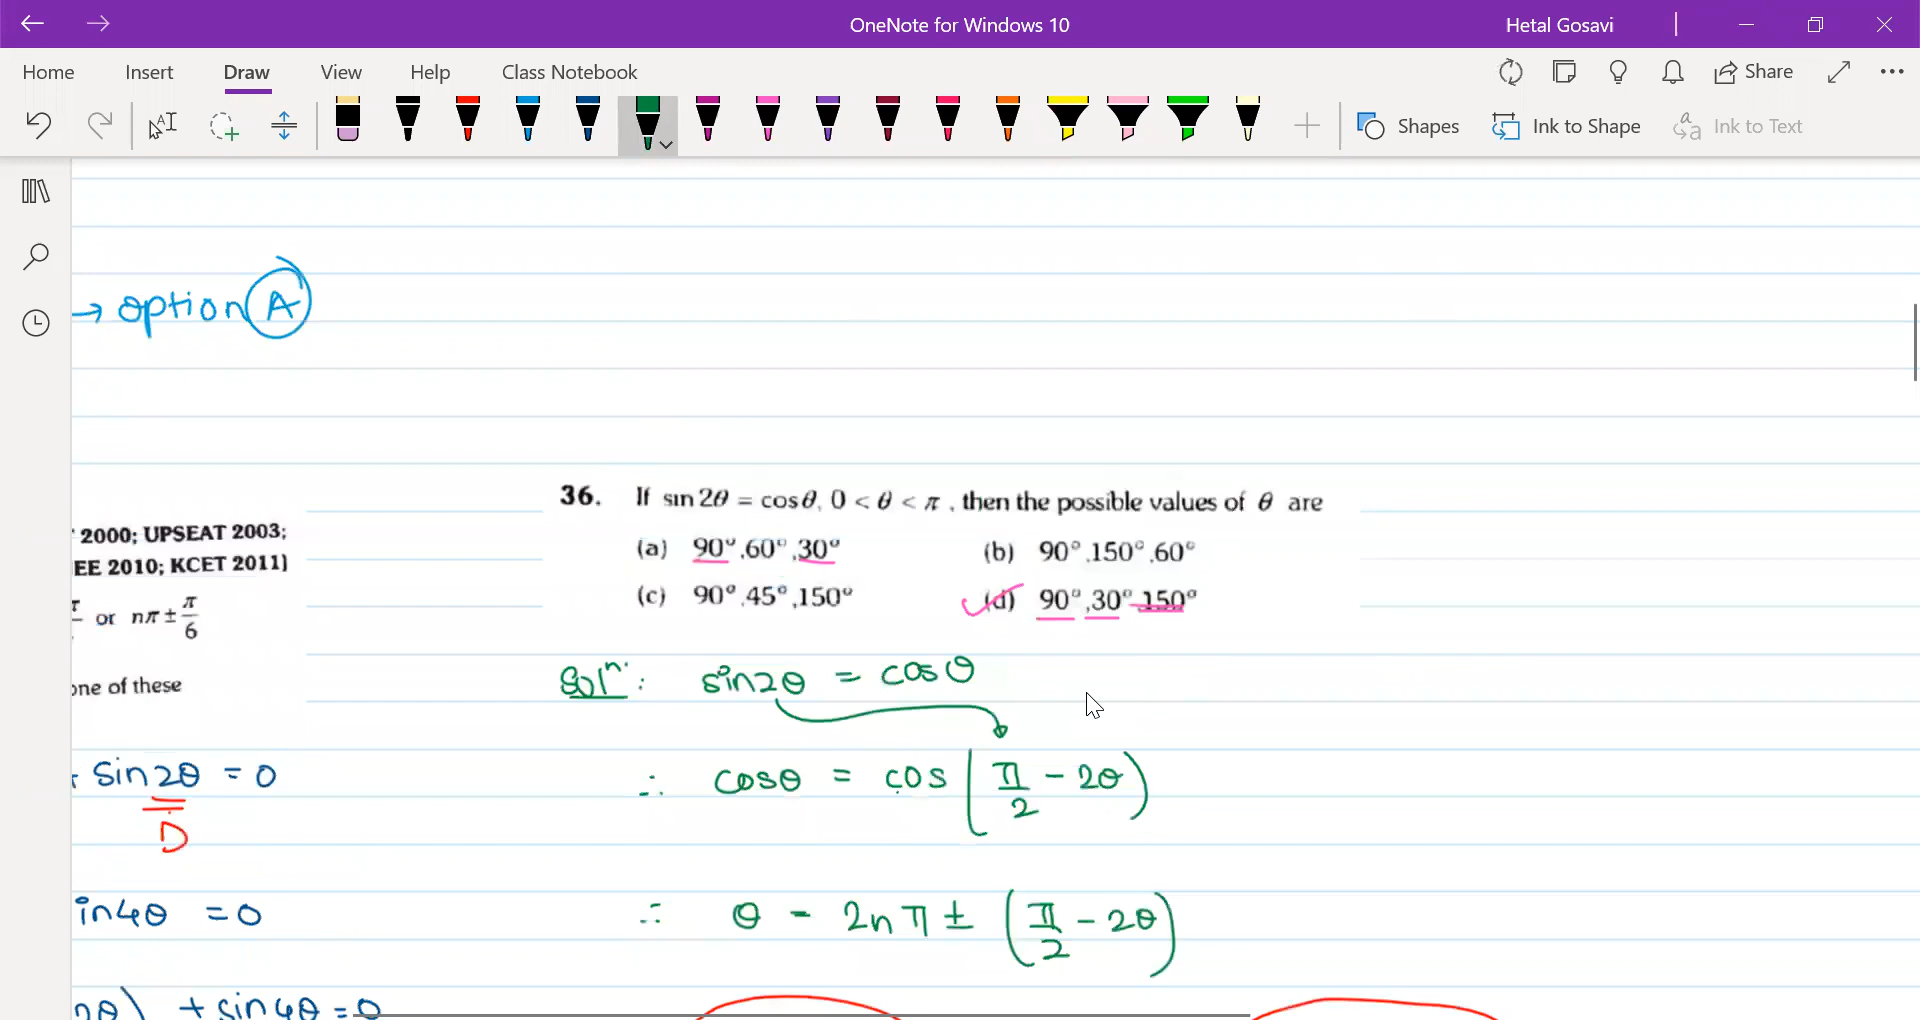 OneNote for Windows 10
Hetal Gosavi
Home Insert Draw View Help Class Notebook Share
Shapes Ink to Shape Ink to Text
→ option A
2000; UPSEAT 2003;
EE 2010; KCET 2011]
or nπ ± π/6
one of these
sin2θ = 0
D
in4θ = 0
2θ) + sin4θ = 0
36. If sin 2θ = cosθ, 0 < θ < π, then the possible values of θ are
(a) 90°,60°,30° (b) 90°,150°,60°
(c) 90°,45°,150° (d) 90°,30°,150°
Solⁿ: sin2θ = cosθ
∴ cosθ = cos(π/2 - 2θ)
∴ θ = 2nπ ± (π/2 - 2θ)